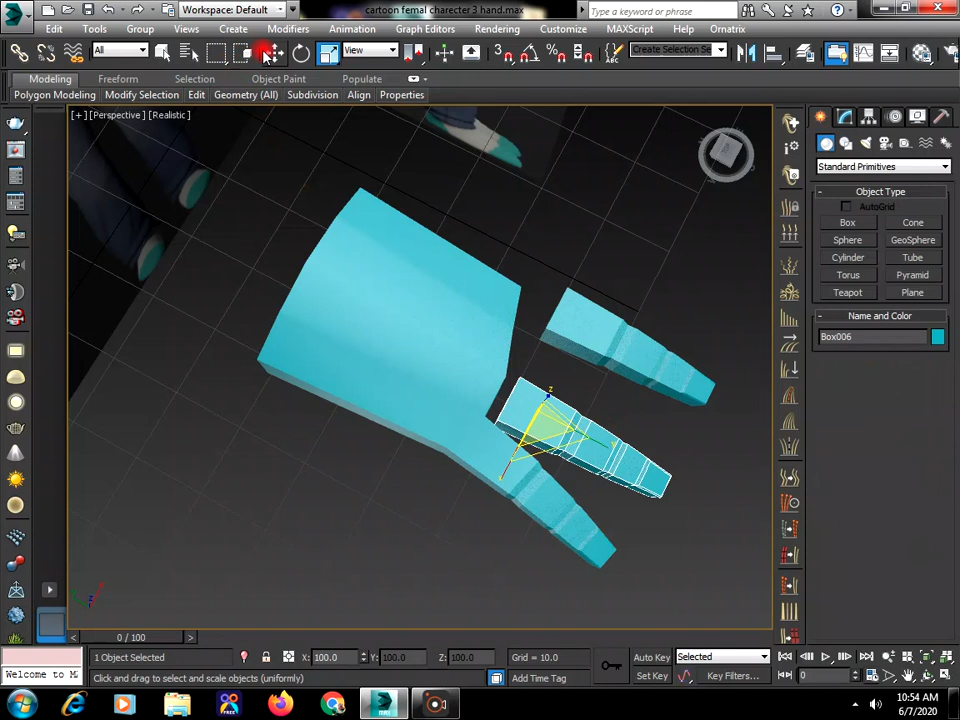 Workspace: Default
cartoon femal charecter 3 hand.max
Type a keyword or phrase
Edit Tools Group Views Create Modifiers Animation Graph Editors Rendering Customize MAXScript Help Ornatrix
All
View
Create Selection Se
Modeling Freeform Selection Object Paint Populate
Polygon Modeling Modify Selection Edit Geometry (All) Subdivision Align Properties
[+] [Perspective] [Realistic]
Standard Primitives
Object Type
AutoGrid
Box Cone
Sphere GeoSphere
Cylinder Tube
Torus Pyramid
Teapot Plane
Name and Color
Box006
z
0 / 100
1 Object Selected
X: 100.0 Y: 100.0 Z: 100.0
Grid = 10.0
Auto Key Selected
Welcome to M
Click and drag to select and scale objects (uniformly)
Add Time Tag
Set Key Key Filters...
0
10:54 AM
6/7/2020